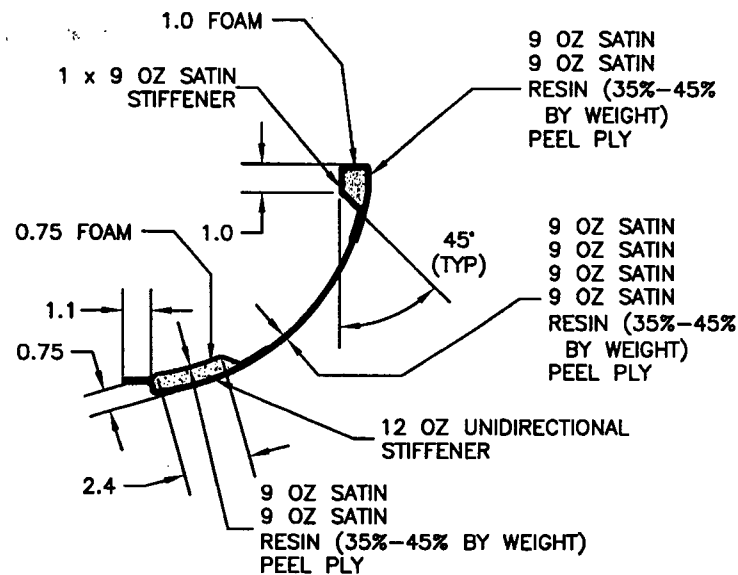 1.0 FOAM
1 x 9 OZ SATIN
STIFFENER
9 OZ SATIN
9 OZ SATIN
RESIN (35%-45%
BY WEIGHT)
PEEL PLY
1.0
0.75 FOAM
45°
(TYP)
9 OZ SATIN
9 OZ SATIN
9 OZ SATIN
9 OZ SATIN
RESIN (35%-45%
BY WEIGHT)
PEEL PLY
1.1
0.75
12 OZ UNIDIRECTIONAL
STIFFENER
2.4
9 OZ SATIN
9 OZ SATIN
RESIN (35%-45% BY WEIGHT)
PEEL PLY